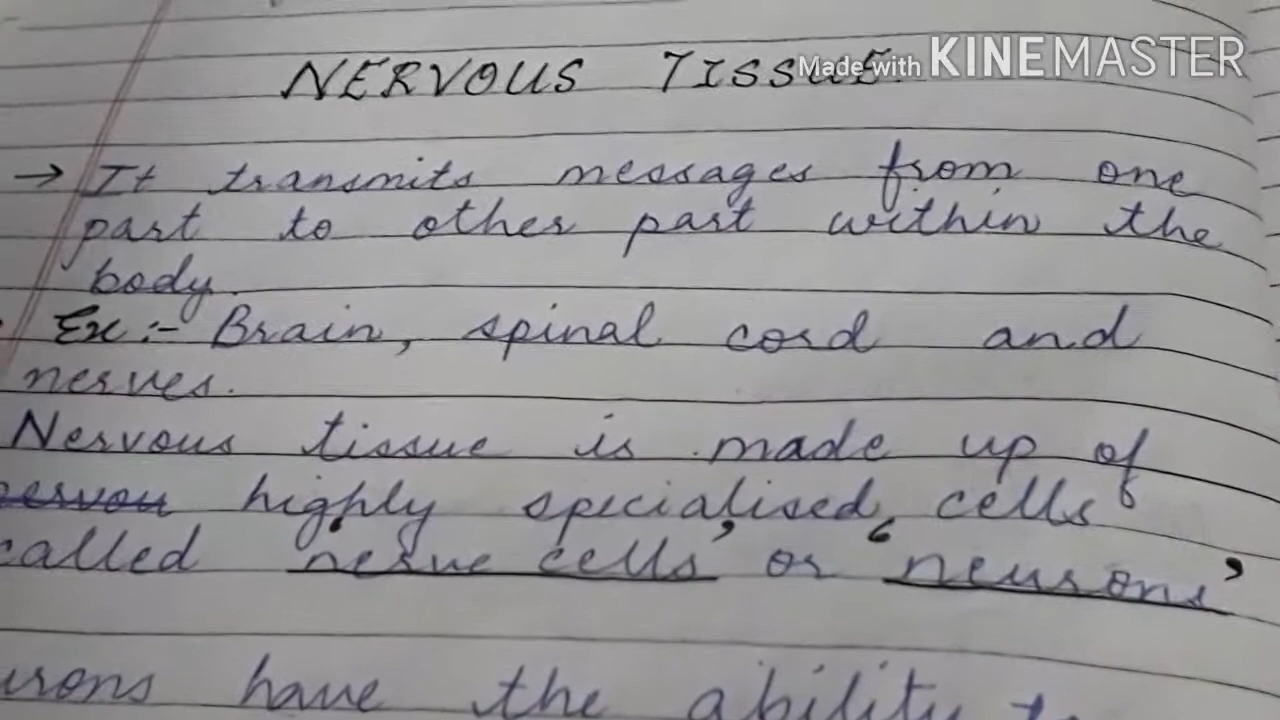 NERVOUS TISSUE
Made with KINEMASTER
→ It transmits messages from one
part to other part within the
body.
Ex:- Brain, spinal cord and
nerves.
Nervous tissue is made up of
highly specialised cells
called 'nerve cells' or 'neurons'
have the ability